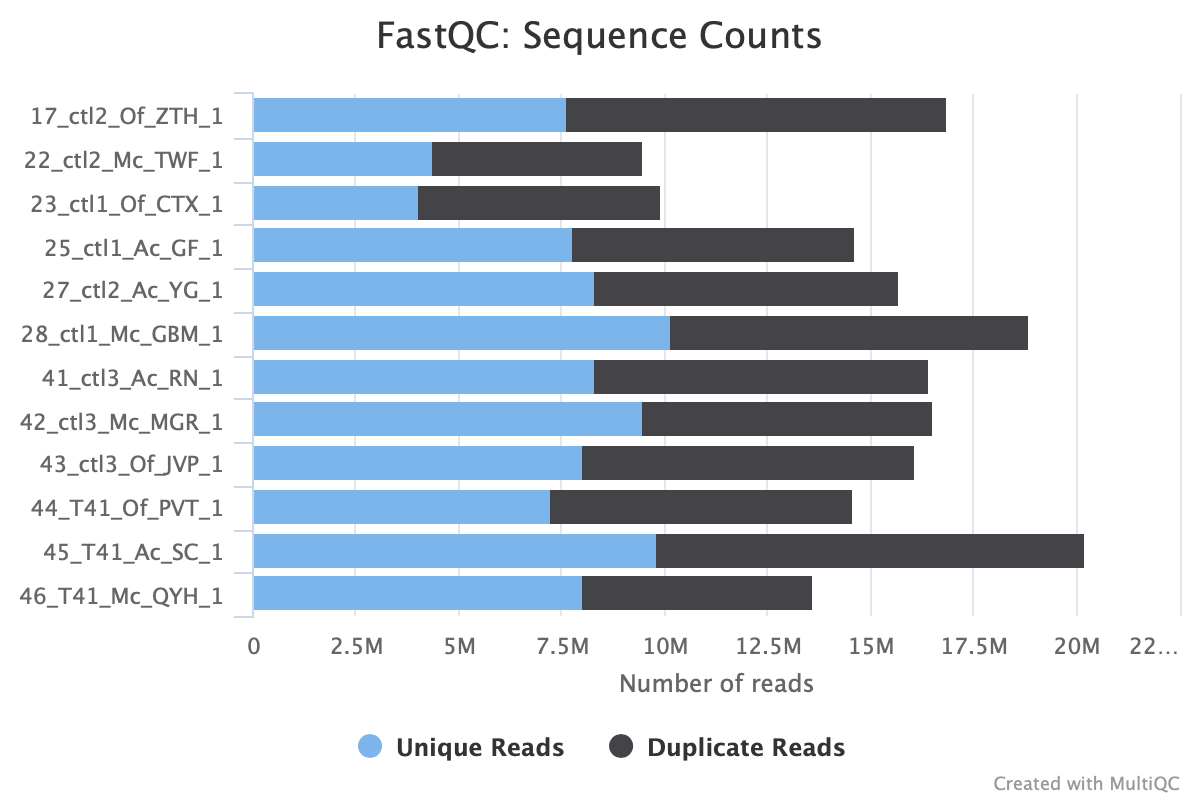 FastQC: Sequence Counts
17_ctl2_Of_ZTH_1
22_ctl2_Mc_TWF_1
23_ctl1_Of_CTX_1
25_ctl1_Ac_GF_1
27_ctl2_Ac_YG_1
28_ctl1_Mc_GBM_1
41_ctl3_Ac_RN_1
42_ctl3_Mc_MGR_1
43_ctl3_Of_JVP_1
44_T41_Of_PVT_1
45_T41_Ac_SC_1
46_T41_Mc_QYH_1
0 2.5M 5M 7.5M 10M 12.5M 15M 17.5M 20M 22…
Number of reads
Unique Reads Duplicate Reads
Created with MultiQC